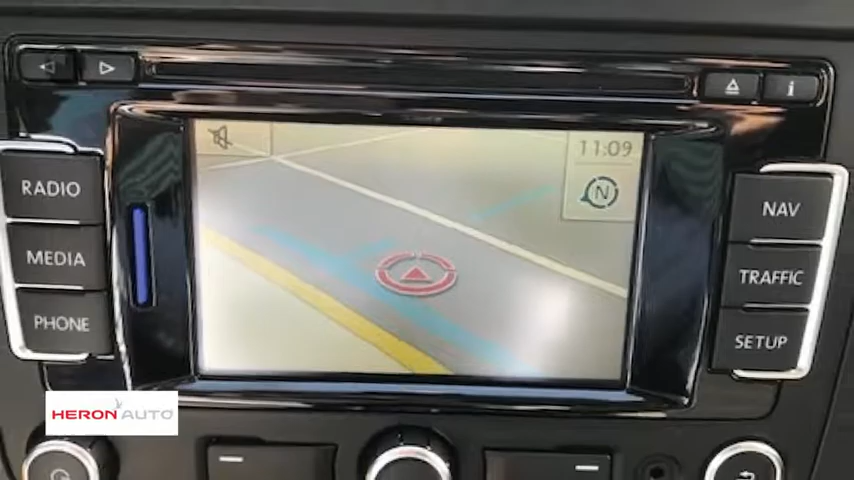 11:09
N
RADIO
NAV
MEDIA
TRAFFIC
PHONE
SETUP
HERON AUTO
i